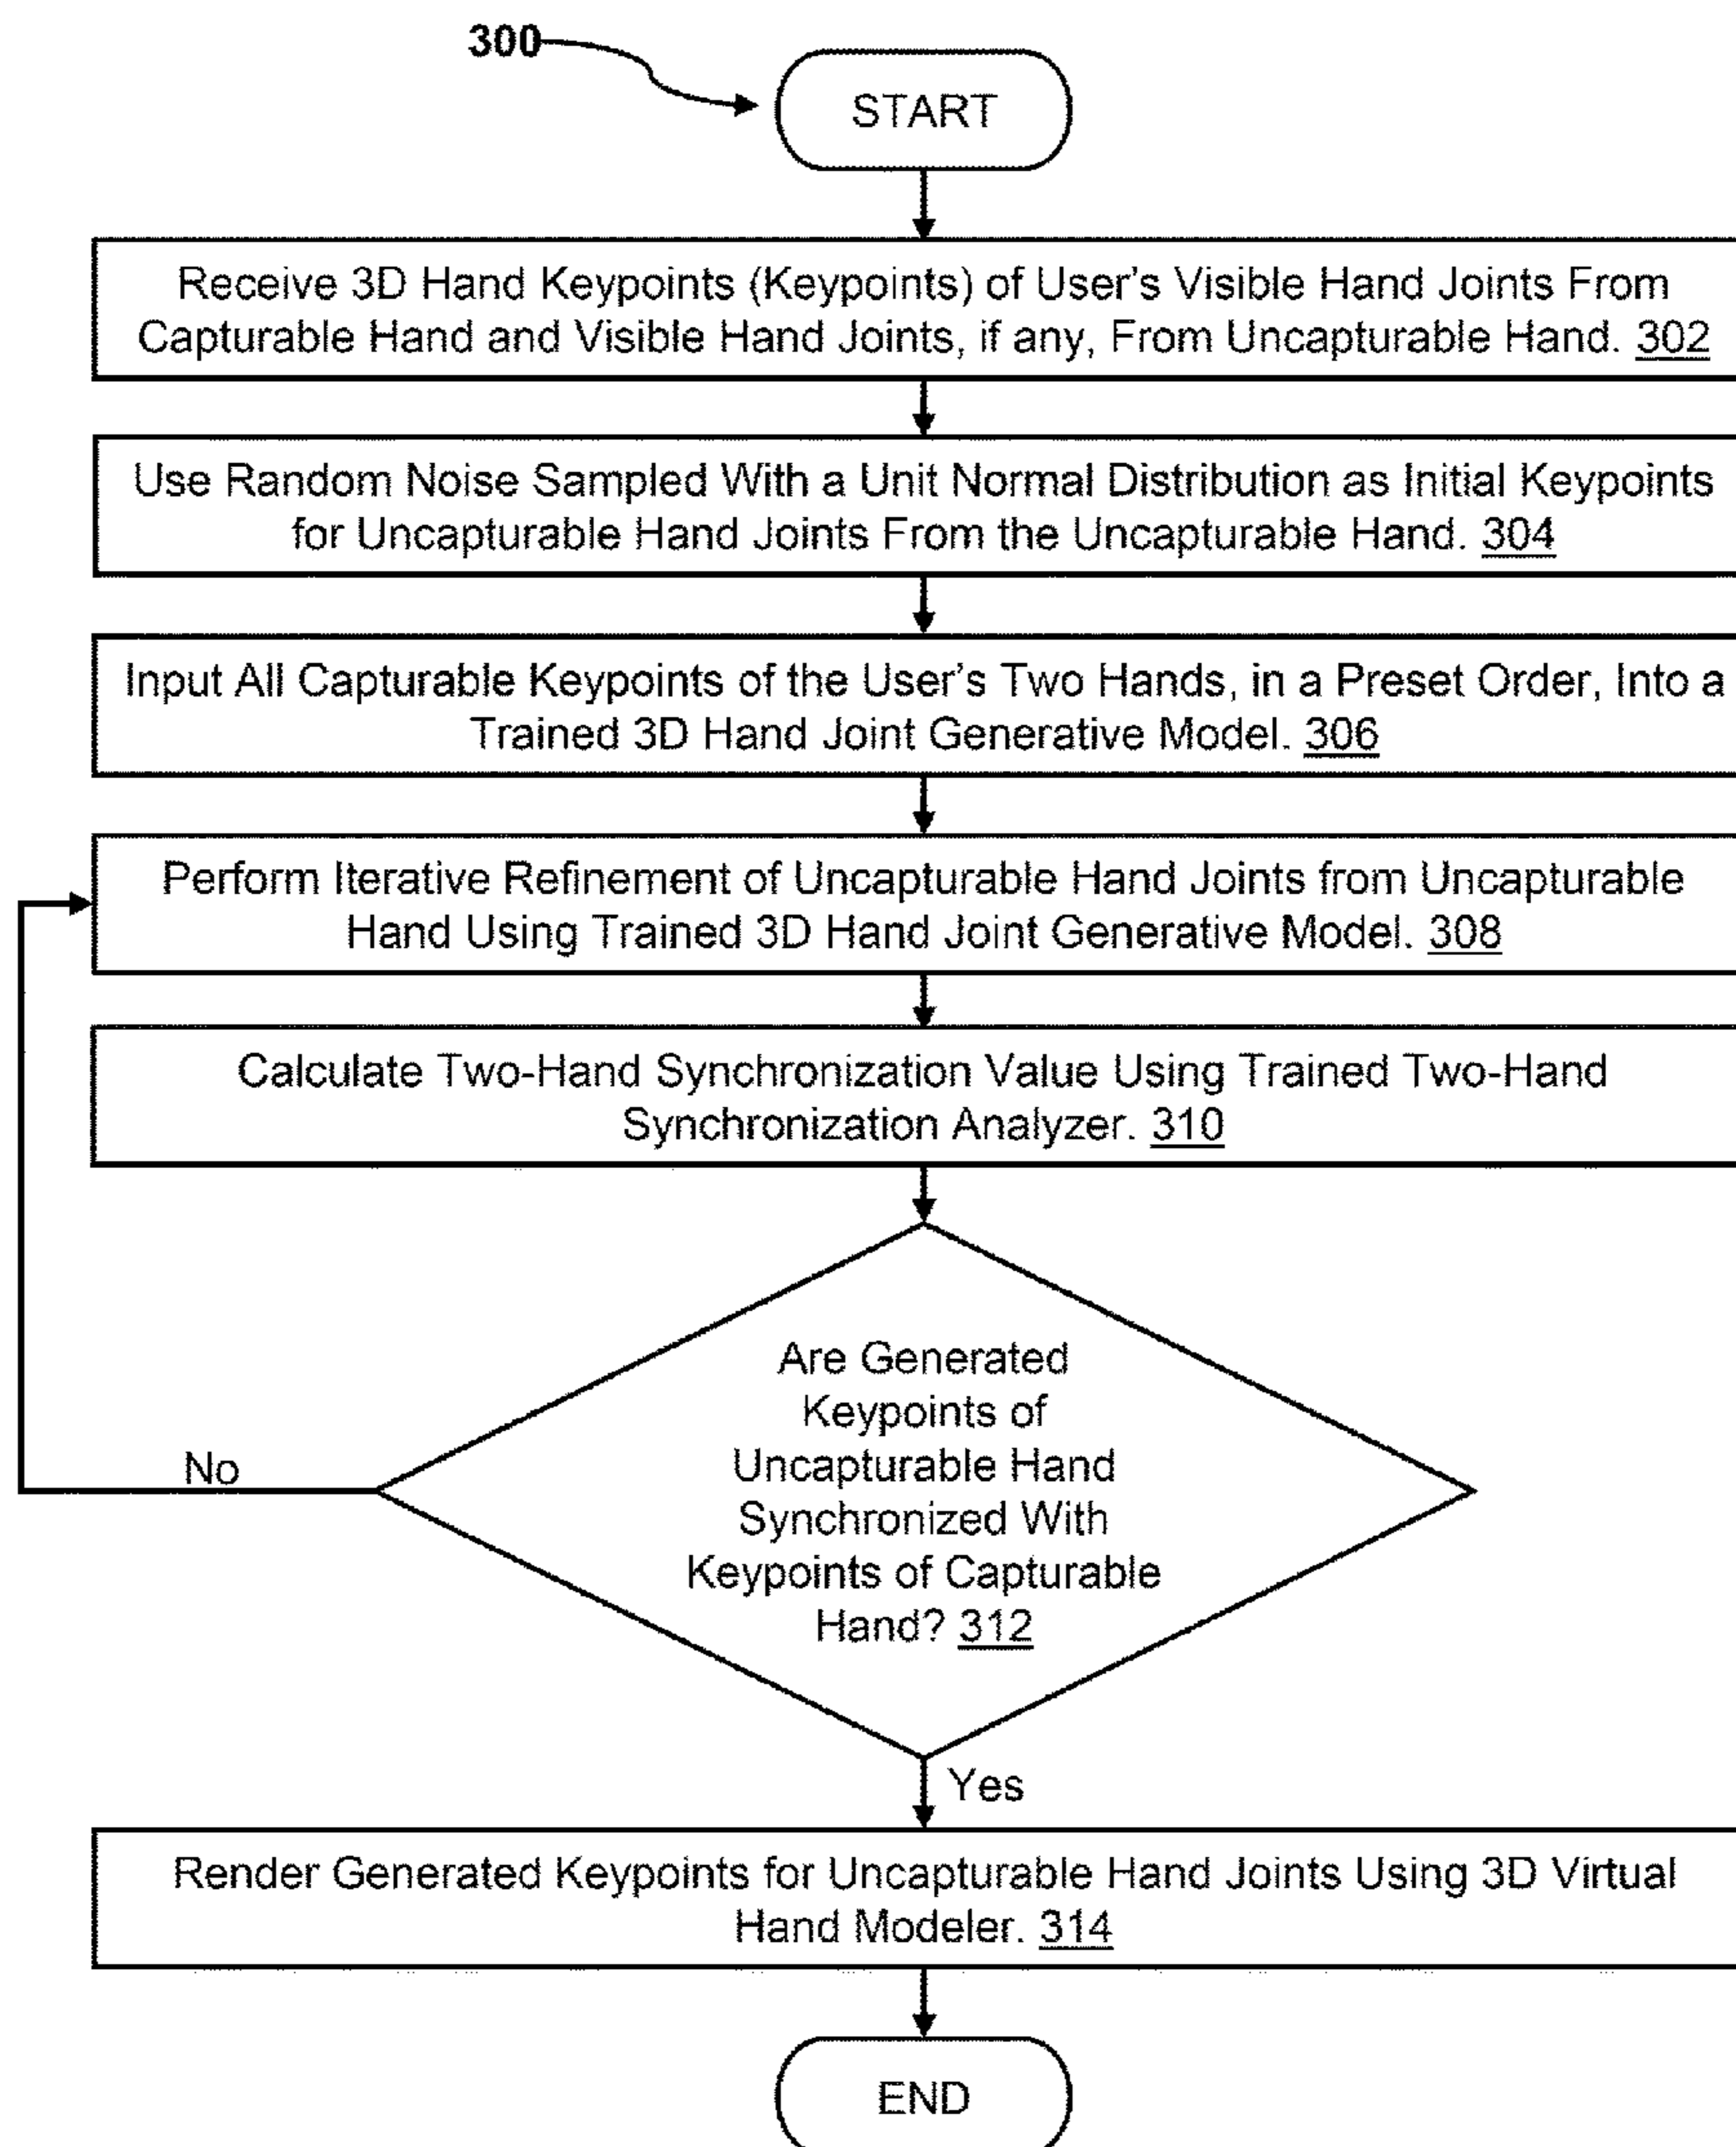 300
START
Receive 3D Hand Keypoints (Keypoints) of User's Visible Hand Joints From
Capturable Hand and Visible Hand Joints, if any, From Uncapturable Hand. 302
Use Random Noise Sampled With a Unit Normal Distribution as Initial Keypoints
for Uncapturable Hand Joints From the Uncapturable Hand. 304
Input All Capturable Keypoints of the User's Two Hands, in a Preset Order, Into a
Trained 3D Hand Joint Generative Model. 306
Perform Iterative Refinement of Uncapturable Hand Joints from Uncapturable
Hand Using Trained 3D Hand Joint Generative Model. 308
Calculate Two-Hand Synchronization Value Using Trained Two-Hand
Synchronization Analyzer. 310
Are Generated
Keypoints of
Uncapturable Hand
Synchronized With
Keypoints of Capturable
Hand? 312
No
Yes
Render Generated Keypoints for Uncapturable Hand Joints Using 3D Virtual
Hand Modeler. 314
END